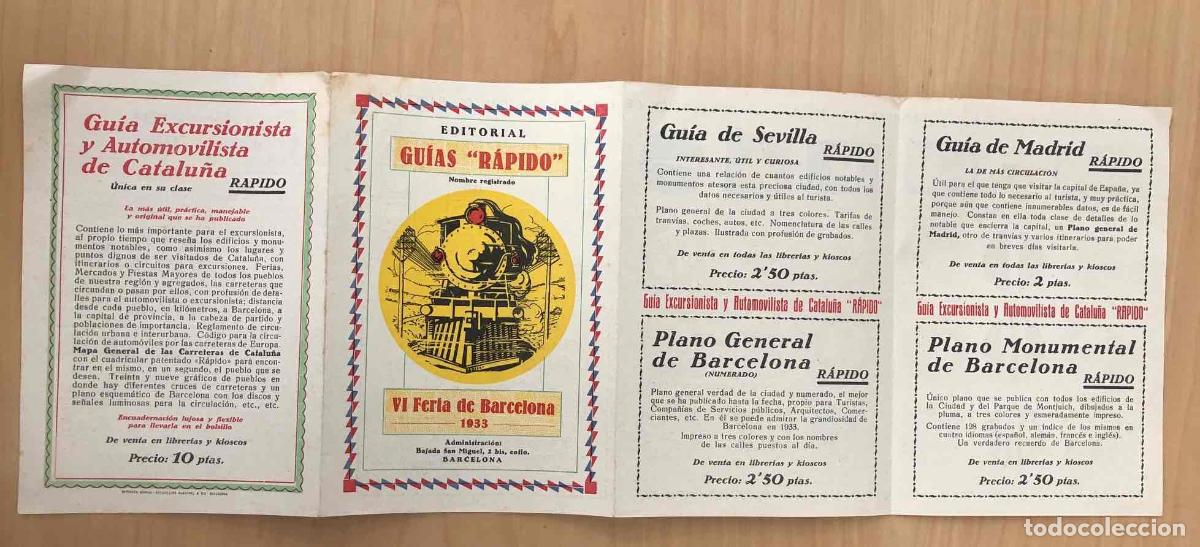 Guía Excursionista
y Automovilista
de Cataluña
Única en su clase RAPIDO
La más útil, práctica, manejable
y original que se ha publicado
Contiene lo más importante para el excursionista,
al propio tiempo que reseña los edificios y monu-
mentos notables, como asimismo los lugares y
puntos dignos de ser visitados de Cataluña, con
itinerarios o circuitos para excursiones. Ferias,
Mercados y Fiestas Mayores de todos los pueblos
de nuestra región y agregados, las carreteras que
circundan o pasan por ellos, con profusión de deta-
lles para el automovilista o excursionista; distancia
desde cada pueblo, en kilómetros, a Barcelona, a
la capital de provincia, a la cabeza de partido y
poblaciones de importancia. Reglamento de circu-
lación urbana e interurbana. Código para la circu-
lación de automóviles por las carreteras de Europa.
Mapa General de las Carreteras de Cataluña
con el cuadricular patentado «Rápido» para encon-
trar en el mismo, en un segundo, el pueblo que se
desea. Treinta y nueve gráficos de pueblos en
donde hay diferentes cruces de carreteras y un
plano esquemático de Barcelona con los discos y
señales luminosas para la circulación, etc., etc.
Encuadernación lujosa y flexible
para llevarla en el bolsillo
De venta en librerías y kioscos
Precio: 10 ptas.
EDITORIAL
GUÍAS "RÁPIDO"
Nombre registrado
VI Feria de Barcelona
1933
Administración:
Bajada San Miguel, 2 bis, entlo.
BARCELONA
Guía de Sevilla
RÁPIDO
INTERESANTE, ÚTIL Y CURIOSA
Contiene una relación de cuantos edificios notables y
monumentos atesora esta preciosa ciudad, con todos los
datos necesarios y útiles al turista.
Plano general de la ciudad a tres colores. Tarifas de
tranvías, coches, autos, etc. Nomenclatura de las calles
y plazas. Ilustrada con profusión de grabados.
De venta en todas las librerías y kioscos
Precio: 2'50 ptas.
Guía Excursionista y Automovilista de Cataluña "RÁPIDO"
Plano General
de Barcelona
(NUMERADO) RÁPIDO
Plano general verdad de la ciudad y numerado, el mejor
que se ha publicado hasta la fecha, propio para Turistas,
Compañías de Servicios públicos, Arquitectos, Comer-
ciantes, etc. En él se puede admirar la grandiosidad de
Barcelona en 1933.
Impreso a tres colores y con los nombres
de las calles puestos al día.
De venta en librerías y kioscos
Precio: 2'50 ptas.
Guía de Madrid
RÁPIDO
LA DE MÁS CIRCULACIÓN
Útil para el que tenga que visitar la capital de España, ya
que contiene todo lo necesario al turista, y muy práctica,
porque aún que contiene innumerables datos, es de fácil
manejo. Constan en ella toda clase de detalles de lo
notable que encierra la capital, un Plano general de
Madrid, otro de tranvías y varios itinerarios para poder
en breves días visitarla.
De venta en todas las librerías y kioscos
Precio: 2 ptas.
Guía Excursionista y Automovilista de Cataluña "RÁPIDO"
Plano Monumental
de Barcelona
RÁPIDO
Único plano que se publica con todos los edificios de
la Ciudad y del Parque de Montjuich, dibujados a la
pluma, a tres colores y esmeradamente impreso.
Contiene 128 grabados y un índice de los mismos en
cuatro idiomas (español, alemán, francés e inglés).
Un verdadero recuerdo de Barcelona.
De venta en librerías y kioscos
Precio: 2'50 ptas.
todocoleccion